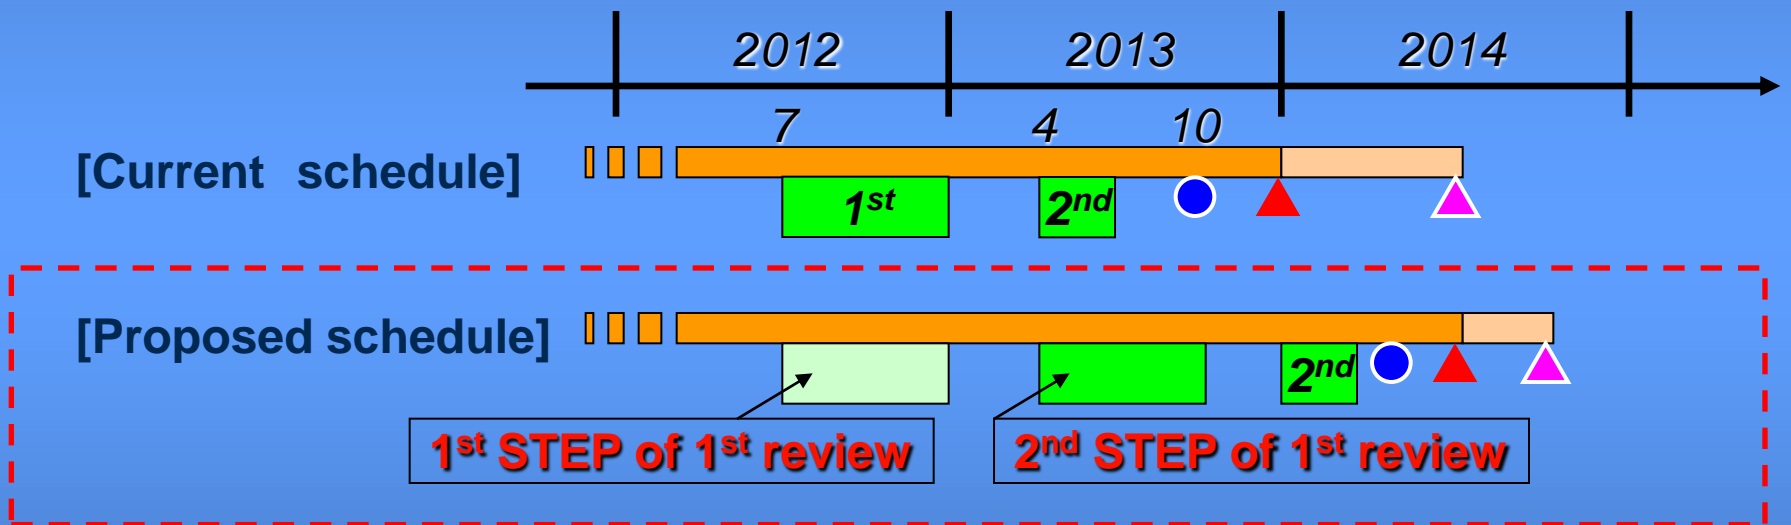 2012 2013 2014
7 4 10
[Current schedule]
1st 2nd
[Proposed schedule]
2nd
1st STEP of 1st review 2nd STEP of 1st review